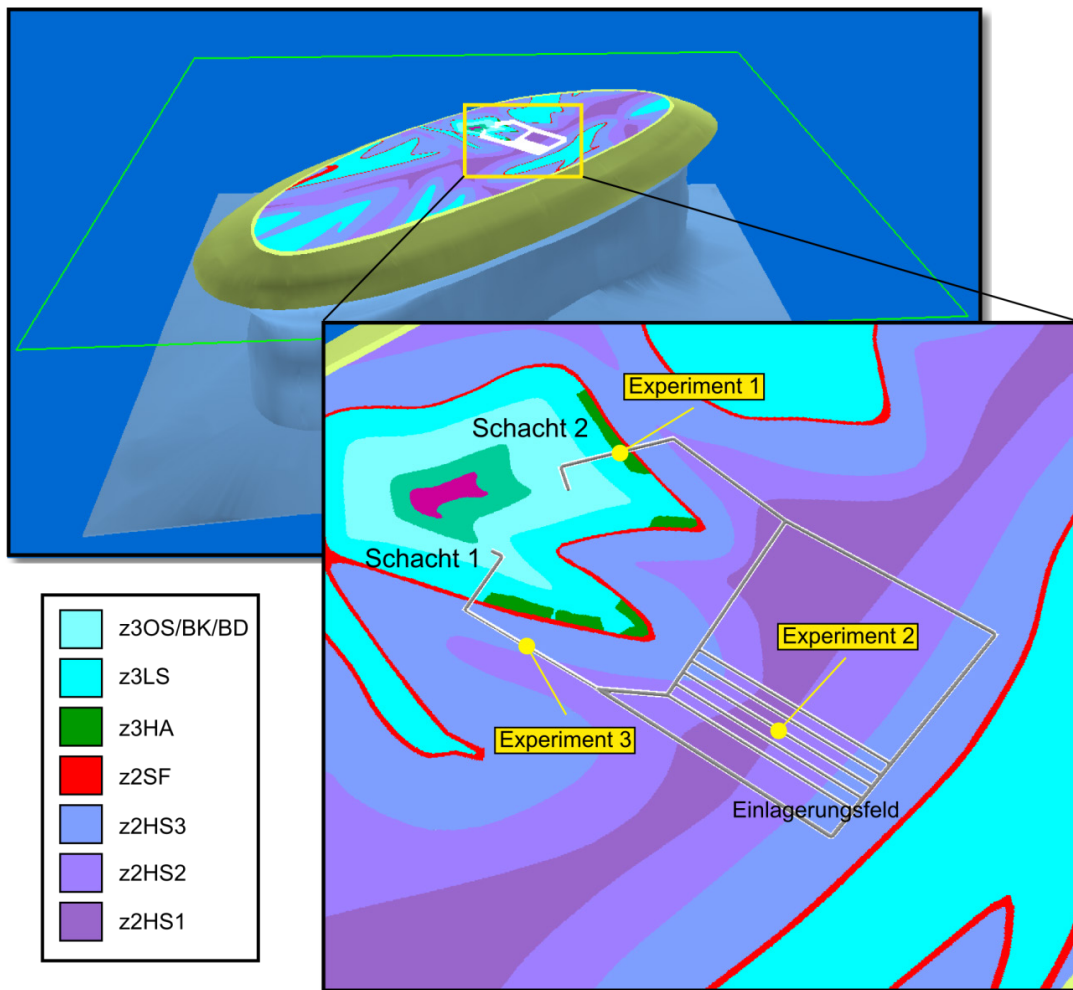 Experiment 1
Schacht 2
Schacht 1
Experiment 2
Experiment 3
Einlagerungsfeld
z3OS/BK/BD
z3LS
z3HA
z2SF
z2HS3
z2HS2
z2HS1